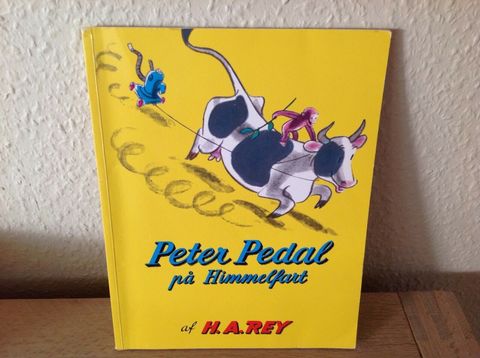 Peter Pedal
på Himmelfart
af H.A.REY